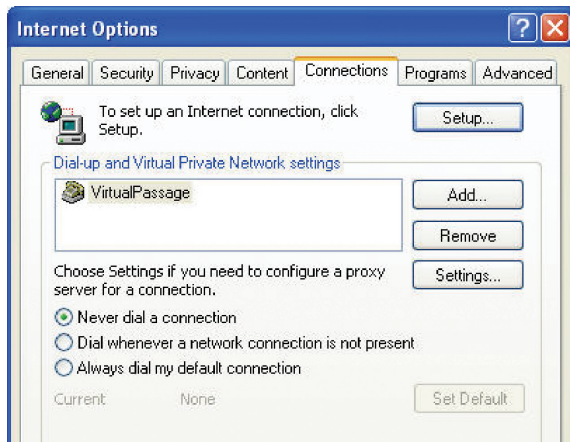 Internet Options
General Security Privacy Content Connections Programs Advanced
To set up an Internet connection, click
Setup.
Setup...
Dial-up and Virtual Private Network settings
VirtualPassage
Add...
Remove
Choose Settings if you need to configure a proxy
server for a connection.
Settings...
Never dial a connection
Dial whenever a network connection is not present
Always dial my default connection
Current None Set Default